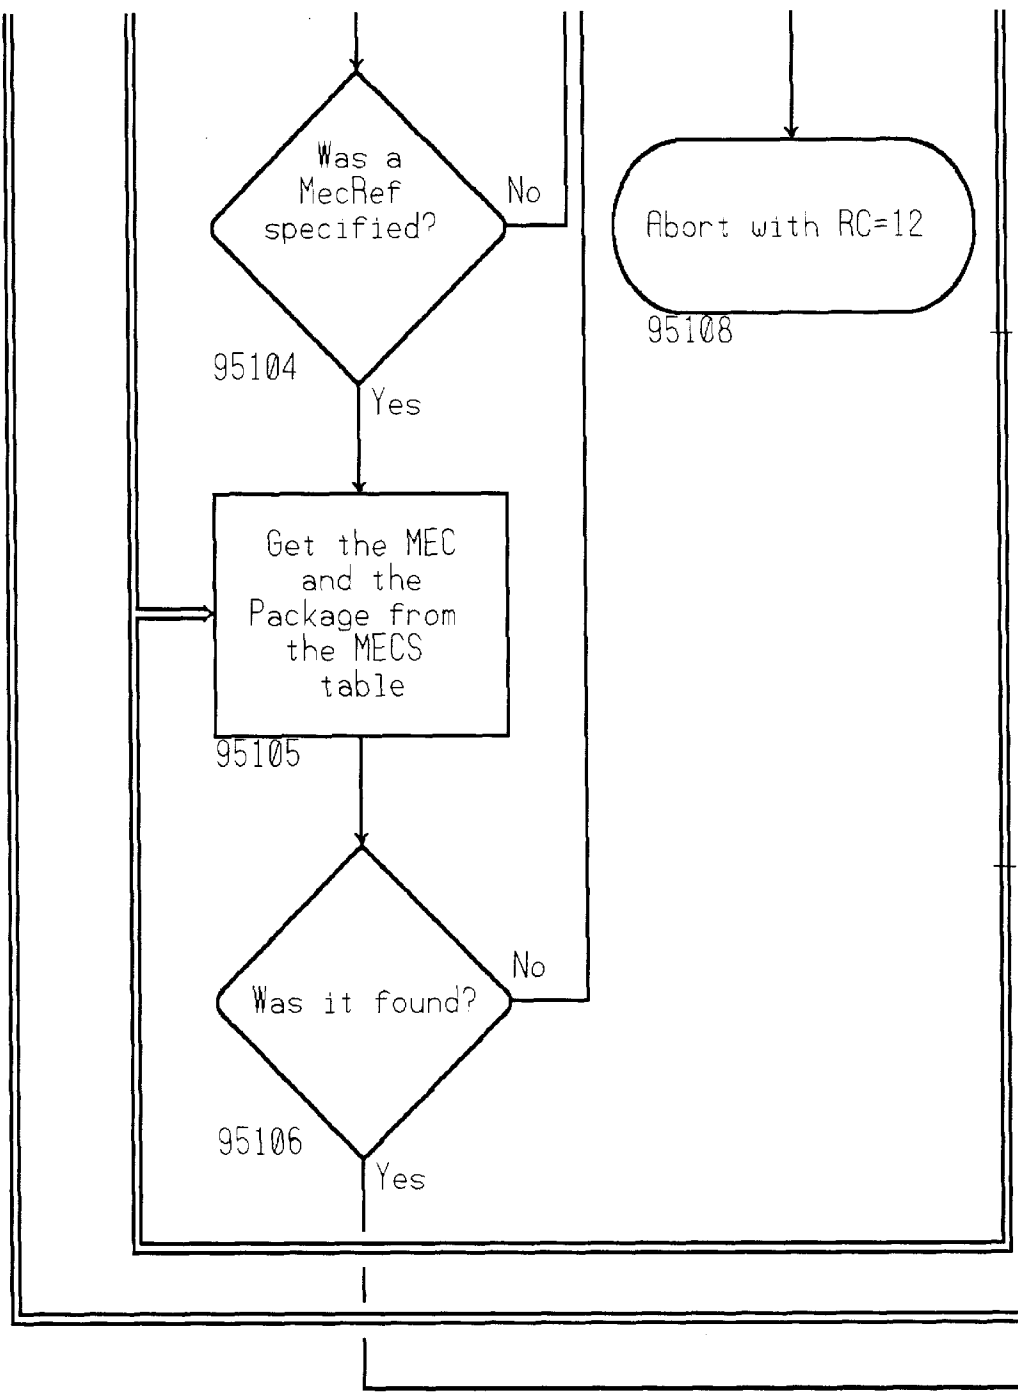 Was a
MecRef
specified?
No
95104
Yes
Abort with RC=12
95108
Get the MEC
and the
Package from
the MECS
table
95105
Was it found?
No
95106
Yes